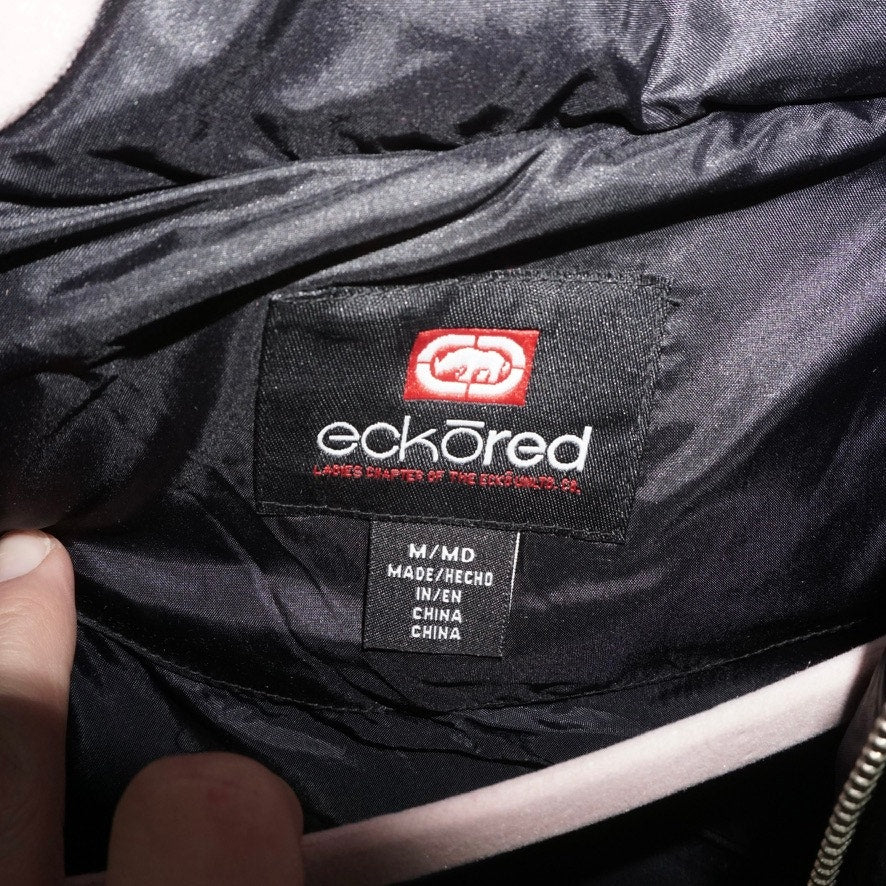 eckōred
LADIES CHAPTER OF THE ECKŌ UNLTD. CO.
M/MD
MADE/HECHO
IN/EN
CHINA
CHINA